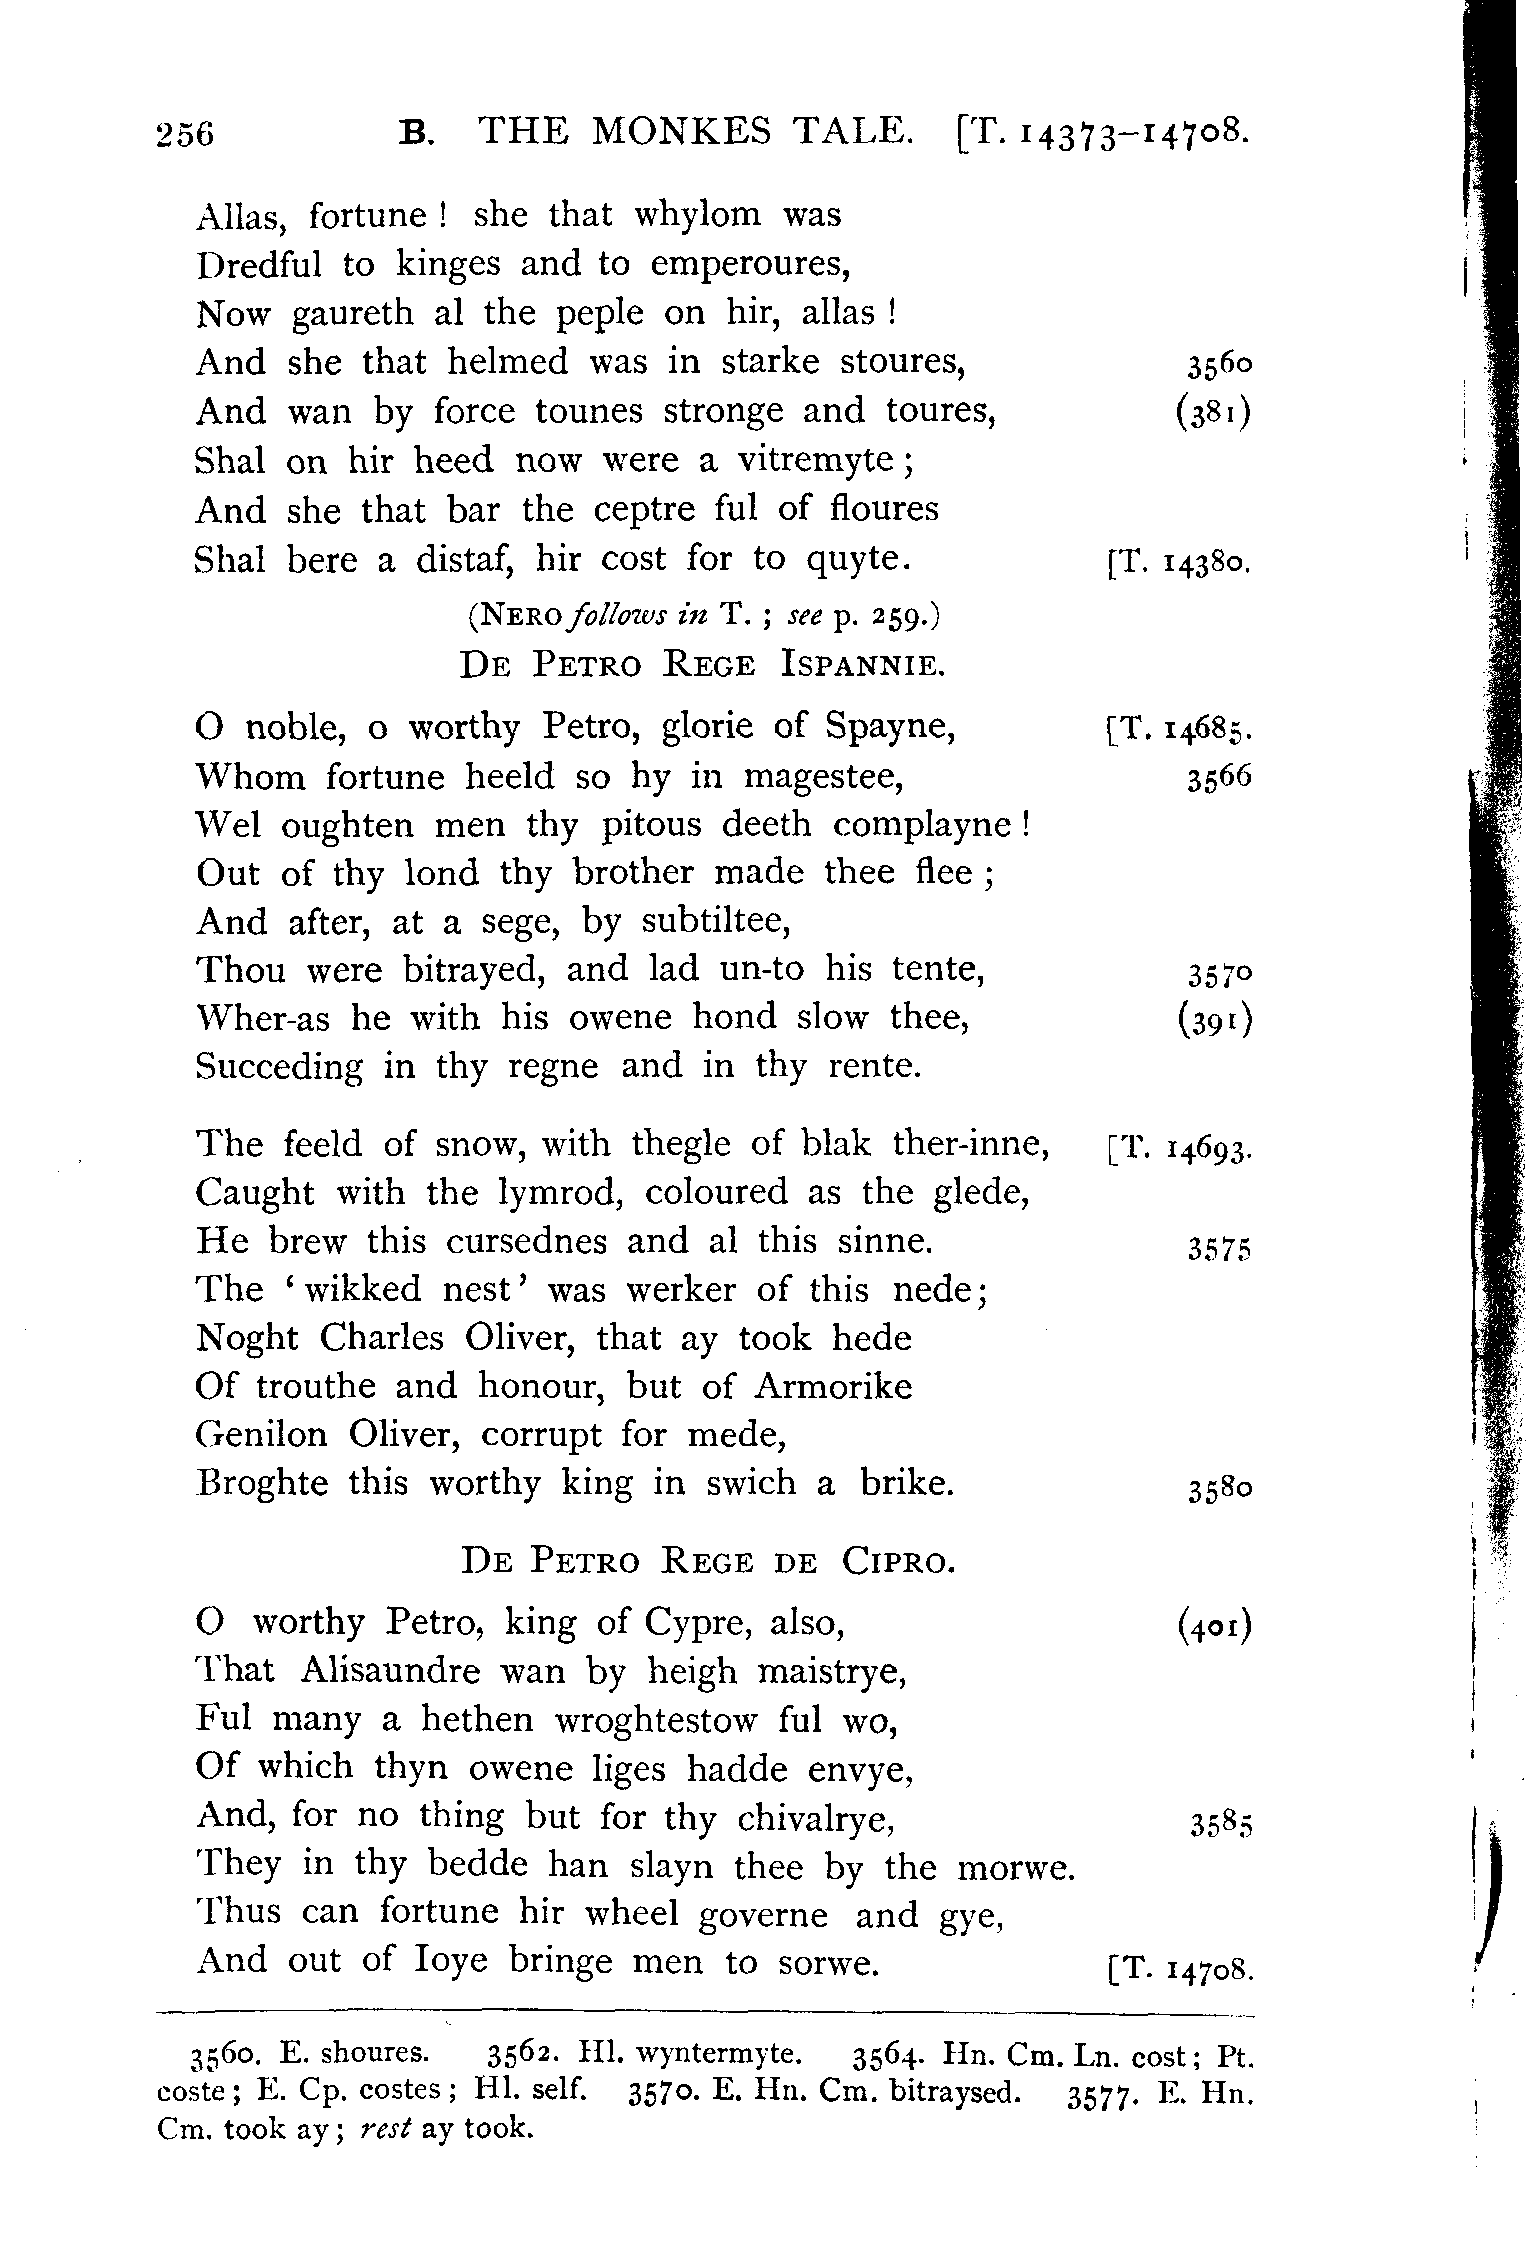 256 B. THE MONKES TALE. [T. 14373–14708.
Allas, fortune ! she that whylom was
Dredful to kinges and to emperoures,
Now gaureth al the peple on hir, allas !
And she that helmed was in starke stoures, 3560
And wan by force tounes stronge and toures, (381)
Shal on hir heed now were a vitremyte ;
And she that bar the ceptre ful of floures
Shal bere a distaf, hir cost for to quyte. [T. 14380.
(NERO follows in T. ; see p. 259.)
DE PETRO REGE ISPANNIE.
O noble, o worthy Petro, glorie of Spayne, [T. 14685.
Whom fortune heeld so hy in magestee, 3566
Wel oughten men thy pitous deeth complayne !
Out of thy lond thy brother made thee flee ;
And after, at a sege, by subtiltee,
Thou were bitrayed, and lad un-to his tente, 3570
Wher-as he with his owene hond slow thee, (391)
Succeding in thy regne and in thy rente.
The feeld of snow, with thegle of blak ther-inne, [T. 14693.
Caught with the lymrod, coloured as the glede,
He brew this cursednes and al this sinne. 3575
The ‘ wikked nest ’ was werker of this nede;
Noght Charles Oliver, that ay took hede
Of trouthe and honour, but of Armorike
Genilon Oliver, corrupt for mede,
Broghte this worthy king in swich a brike. 3580
DE PETRO REGE DE CIPRO.
O worthy Petro, king of Cypre, also, (401)
That Alisaundre wan by heigh maistrye,
Ful many a hethen wroghtestow ful wo,
Of which thyn owene liges hadde envye,
And, for no thing but for thy chivalrye, 3585
They in thy bedde han slayn thee by the morwe.
Thus can fortune hir wheel governe and gye,
And out of Ioye bringe men to sorwe. [T. 14708.
3560. E. shoures. 3562. Hl. wyntermyte. 3564. Hn. Cm. Ln. cost; Pt.
coste; E. Cp. costes; Hl. self. 3570. E. Hn. Cm. bitraysed. 3577. E. Hn.
Cm. took ay; rest ay took.